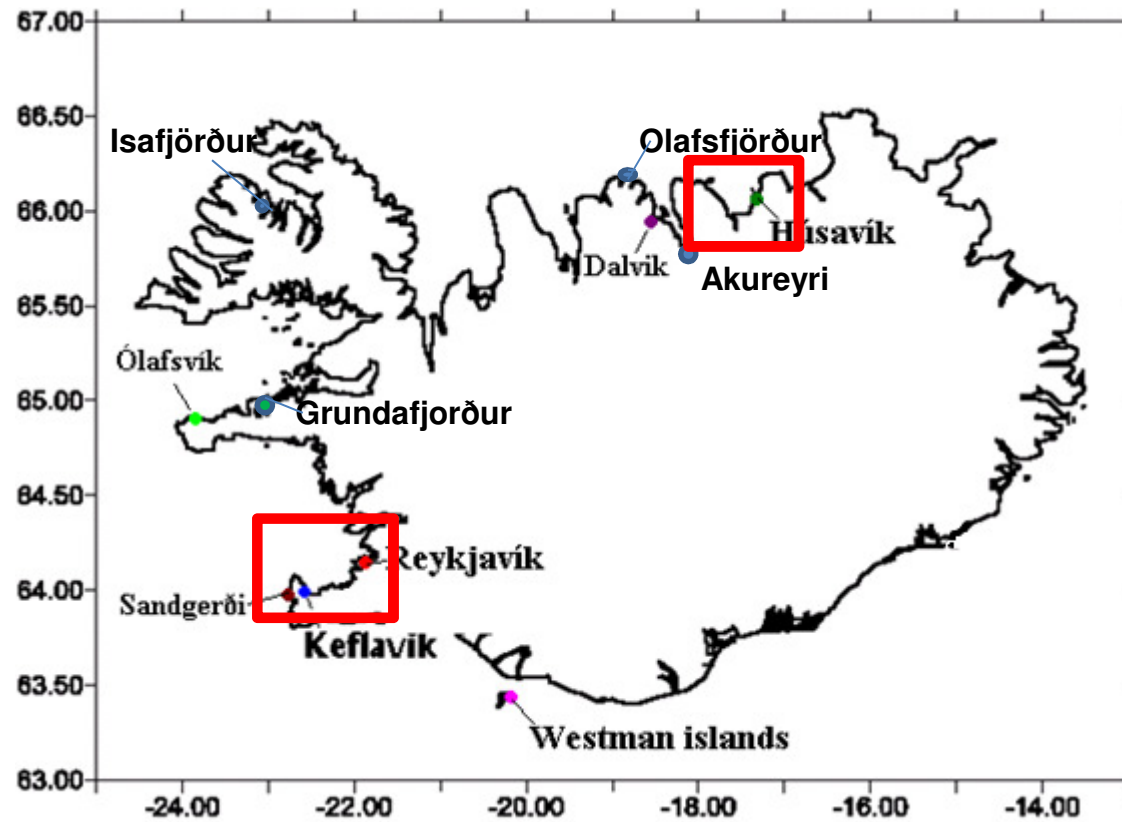 67.00
66.50
Isafjörður
Olafsfjörður
66.00
Húsavík
Dalvik
Akureyri
65.50
Ólafsvík
65.00
Grundafjorður
64.50
Reykjavík
64.00
Sandgerði
Keflavik
63.50
Westman islands
63.00
-24.00 -22.00 -20.00 -18.00 -16.00 -14.00